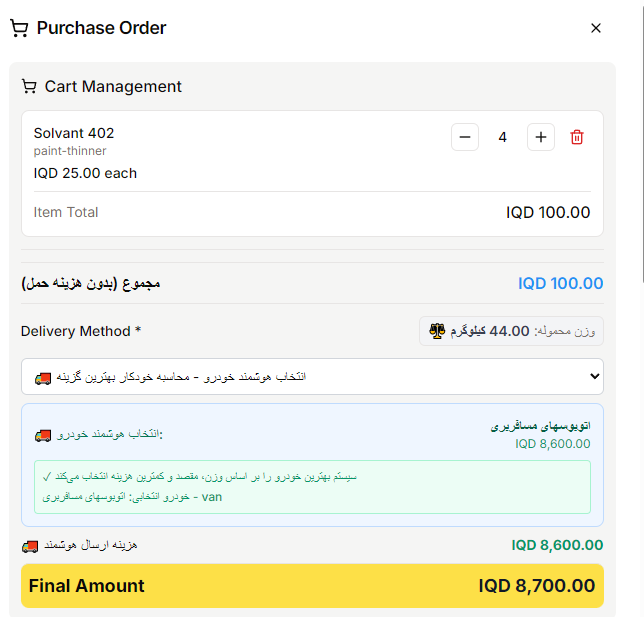 Purchase Order
Cart Management
Solvant 402
paint-thinner
IQD 25.00 each
4
Item Total
IQD 100.00
مجموع (بدون هزینه حمل)
IQD 100.00
Delivery Method *
وزن محموله: 44.00 کیلوگرم
انتخاب هوشمند خودرو - محاسبه خودکار بهترین گزینه
انتخاب هوشمند خودرو:
اتوبوسهای مسافربری
IQD 8,600.00
✓ سیستم بهترین خودرو را بر اساس وزن، مقصد و کمترین هزینه انتخاب می‌کند
خودرو انتخابی: اتوبوسهای مسافربری - van
هزینه ارسال هوشمند
IQD 8,600.00
Final Amount
IQD 8,700.00